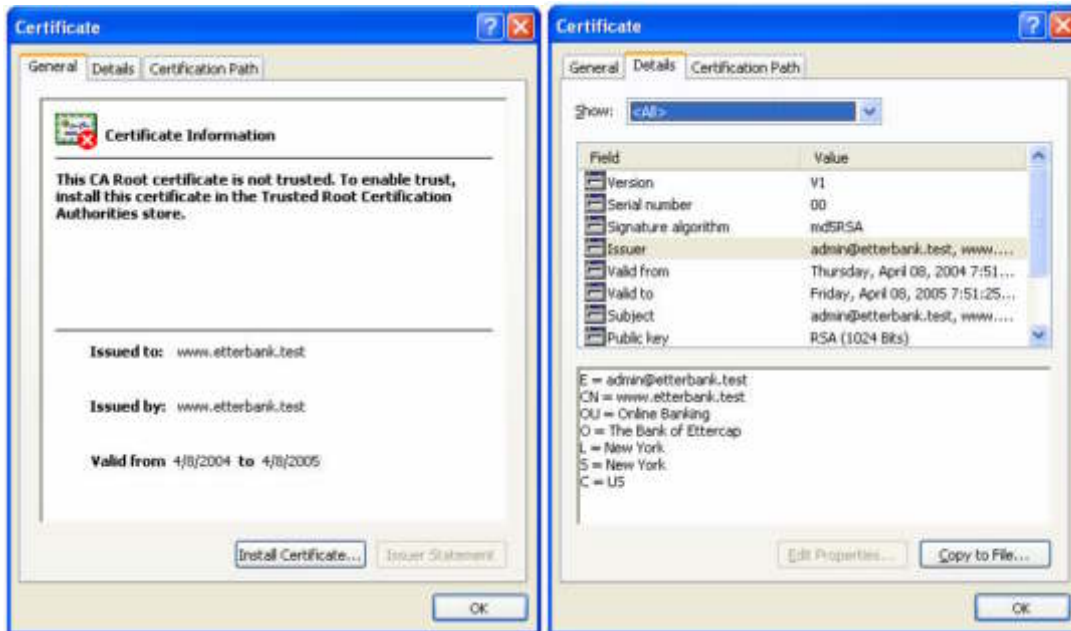 Certificate
General Details Certification Path
Certificate Information
This CA Root certificate is not trusted. To enable trust,
install this certificate in the Trusted Root Certification
Authorities store.
Issued to: www.etterbank.test
Issued by: www.etterbank.test
Valid from 4/8/2004 to 4/8/2005
Install Certificate... Issuer Statement
OK
Certificate
General Details Certification Path
Show: <All>
Field Value
Version V1
Serial number 00
Signature algorithm md5RSA
Issuer admin@etterbank.test, www....
Valid from Thursday, April 08, 2004 7:51...
Valid to Friday, April 08, 2005 7:51:25...
Subject admin@etterbank.test, www....
Public key RSA (1024 Bits)
E = admin@etterbank.test
CN = www.etterbank.test
OU = Online Banking
O = The Bank of Ettercap
L = New York
S = New York
C = US
Edit Properties... Copy to File...
OK